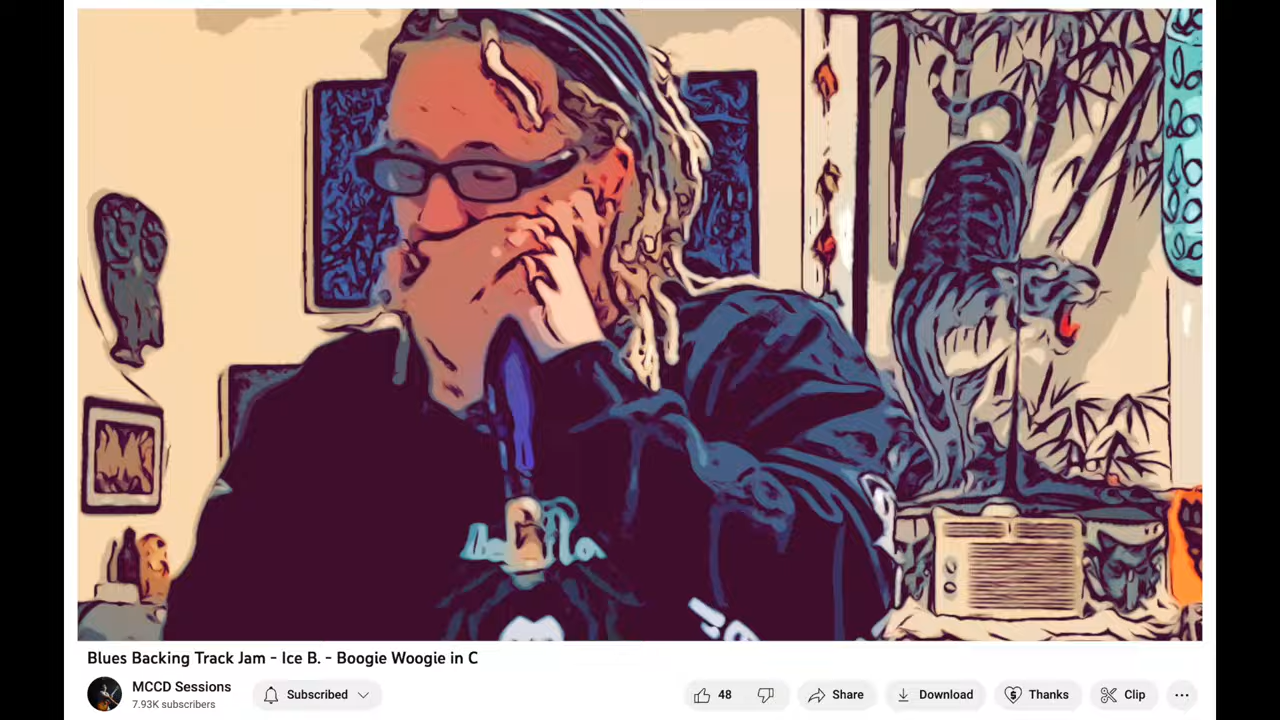 Blues Backing Track Jam - Ice B. - Boogie Woogie in C
MCCD Sessions
7.93K subscribers
Subscribed
48
Share
Download
Thanks
Clip